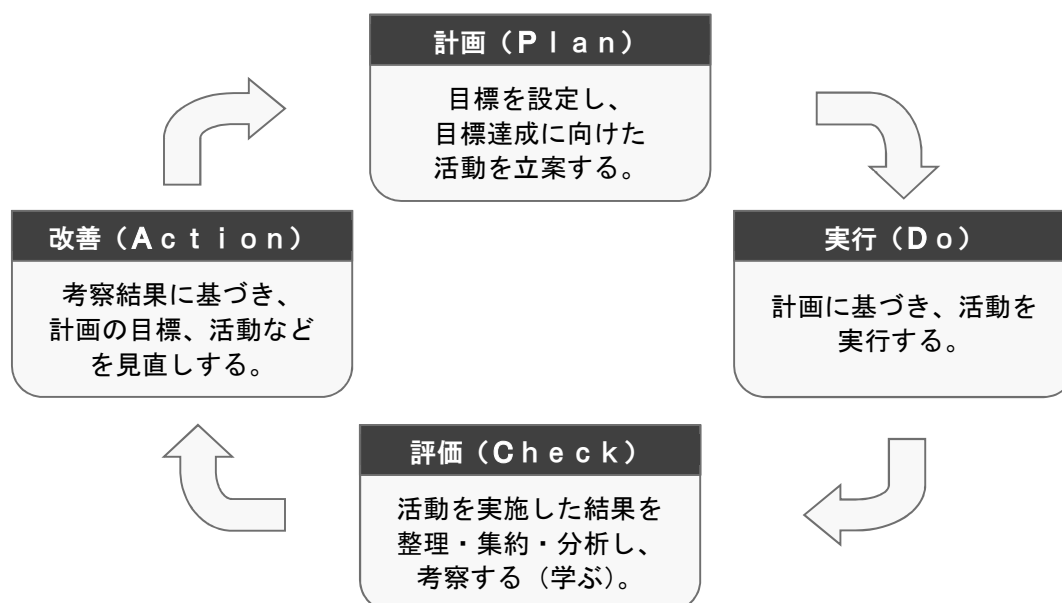 計画（Ｐｌａｎ）
目標を設定し、
目標達成に向けた
活動を立案する。
実行（Ｄｏ）
計画に基づき、活動を
実行する。
評価（Ｃｈｅｃｋ）
活動を実施した結果を
整理・集約・分析し、
考察する（学ぶ）。
改善（Ａｃｔｉｏｎ）
考察結果に基づき、
計画の目標、活動など
を見直しする。